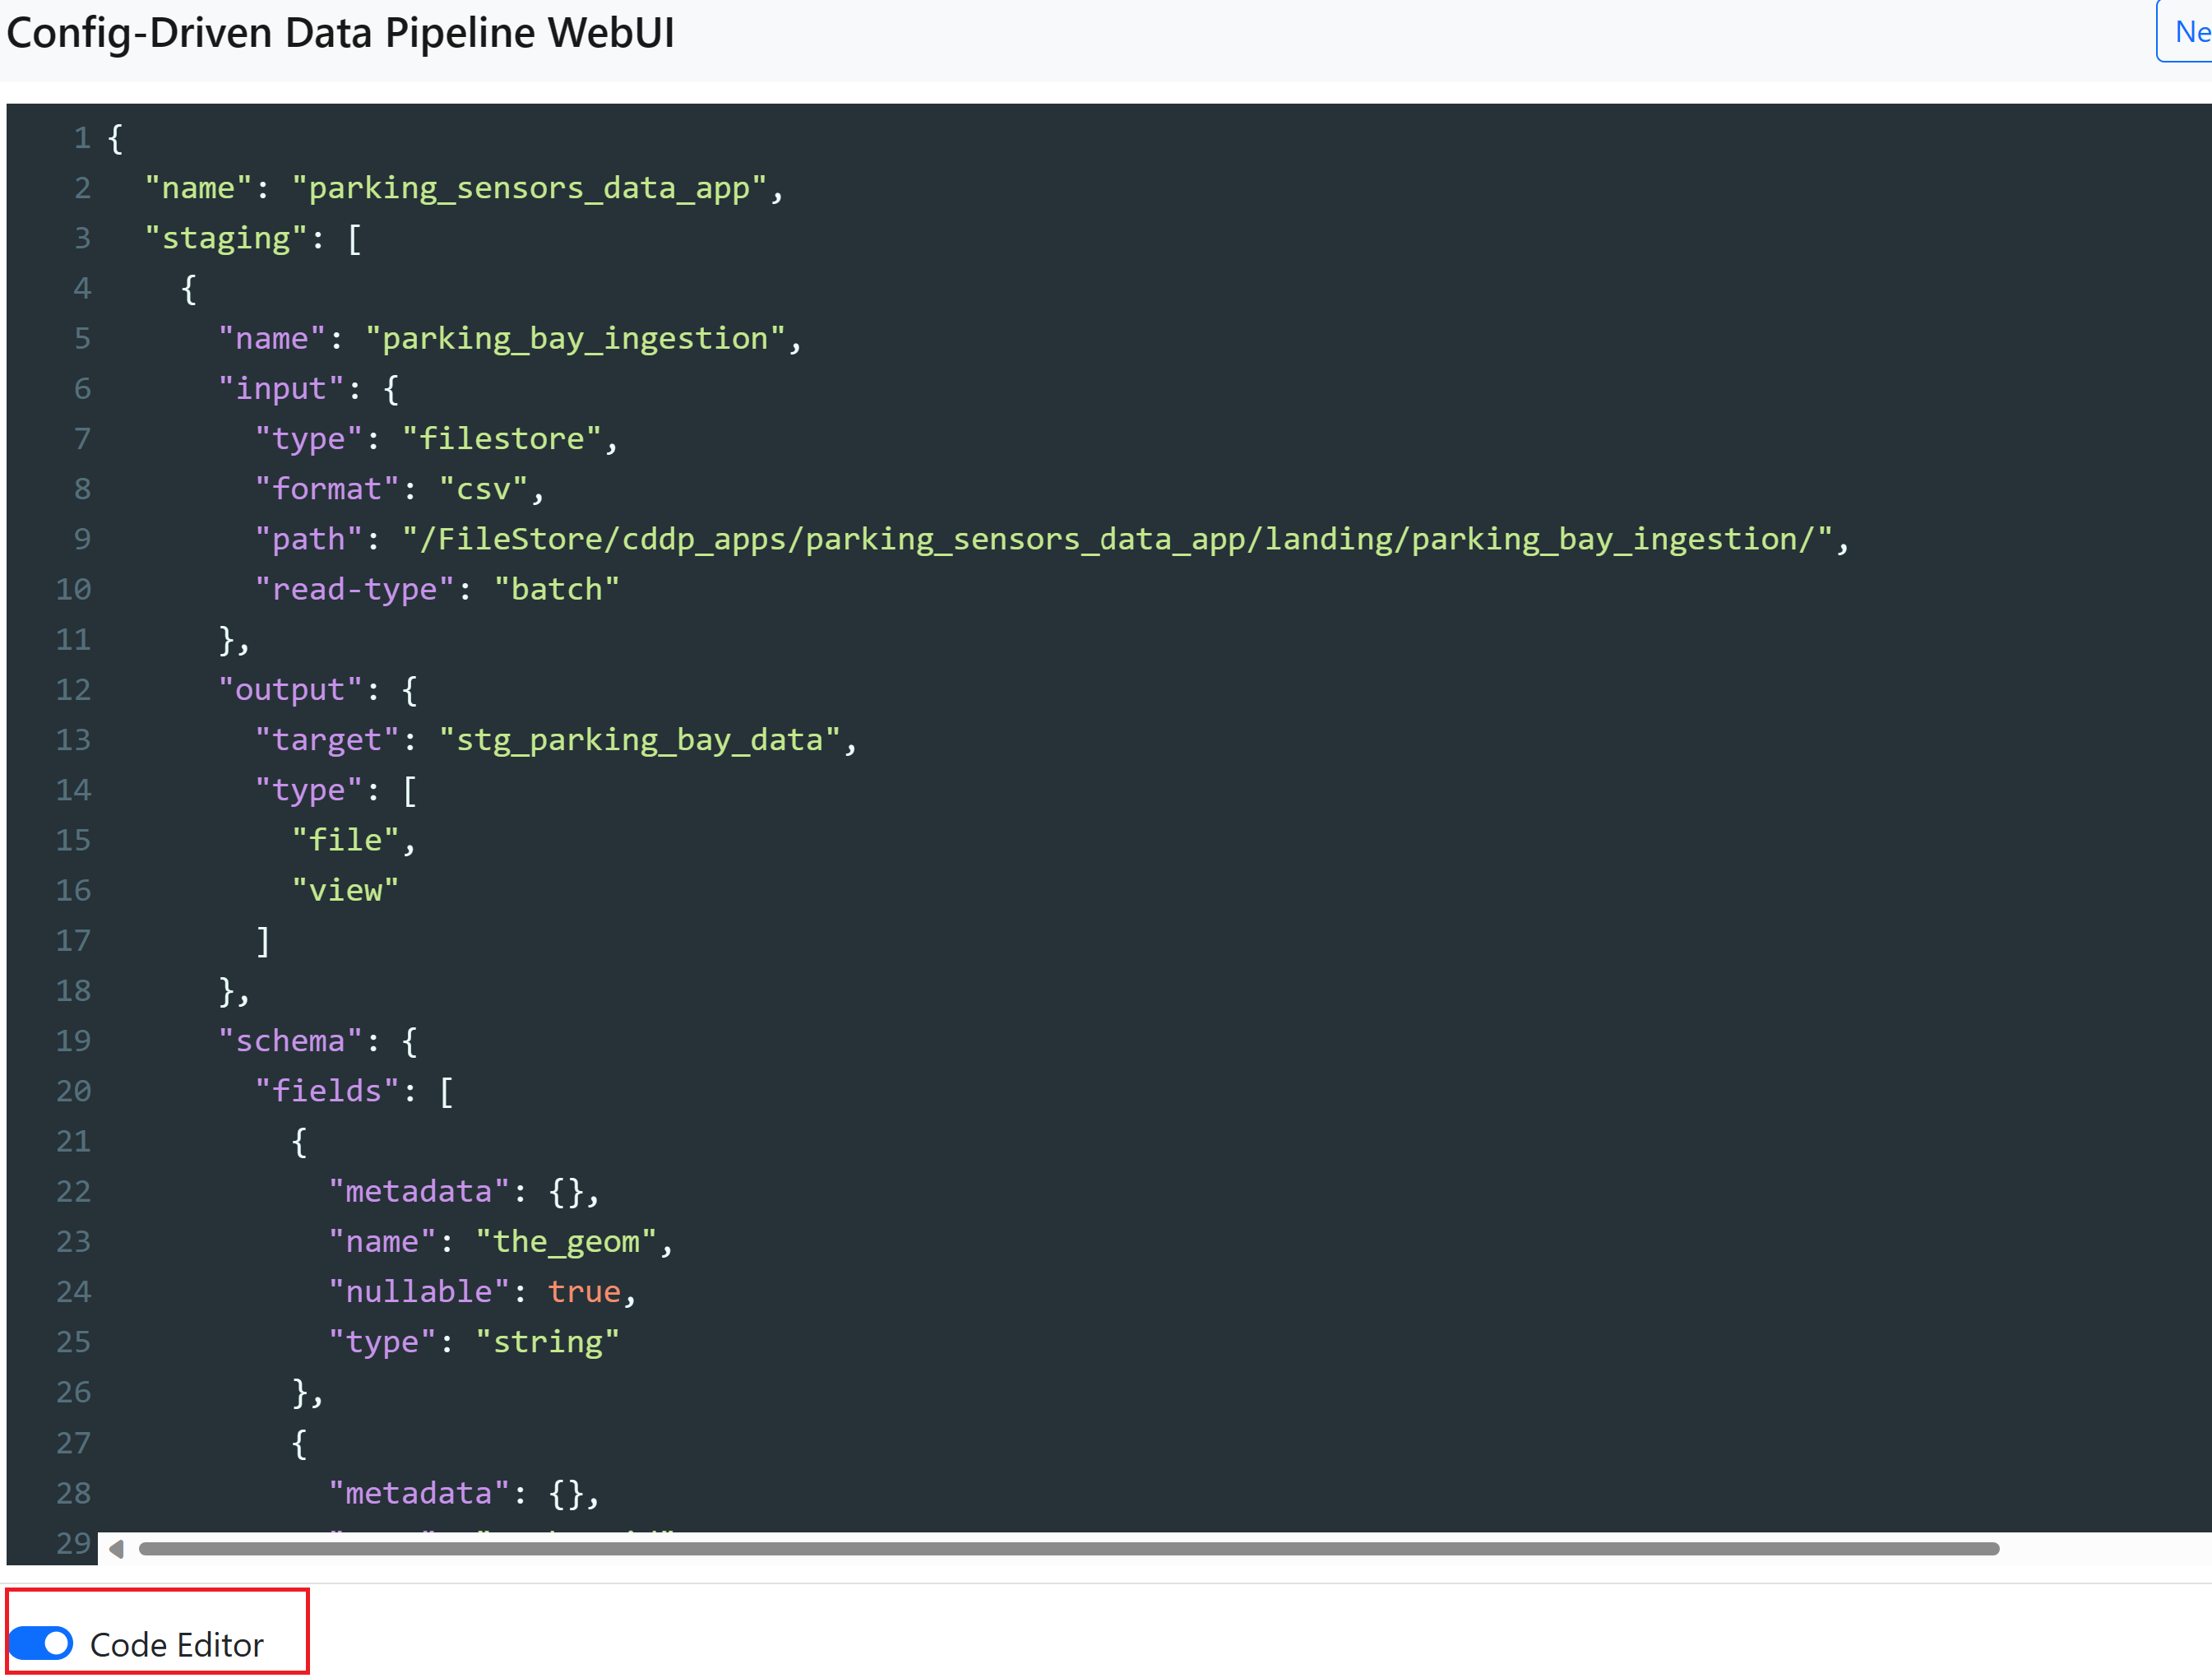 Config-Driven Data Pipeline WebUI
Ne
1 {
2   "name": "parking_sensors_data_app",
3   "staging": [
4     {
5       "name": "parking_bay_ingestion",
6       "input": {
7         "type": "filestore",
8         "format": "csv",
9         "path": "/FileStore/cddp_apps/parking_sensors_data_app/landing/parking_bay_ingestion/",
10         "read-type": "batch"
11       },
12       "output": {
13         "target": "stg_parking_bay_data",
14         "type": [
15           "file",
16           "view"
17         ]
18       },
19       "schema": {
20         "fields": [
21           {
22             "metadata": {},
23             "name": "the_geom",
24             "nullable": true,
25             "type": "string"
26           },
27           {
28             "metadata": {},
29
Code Editor